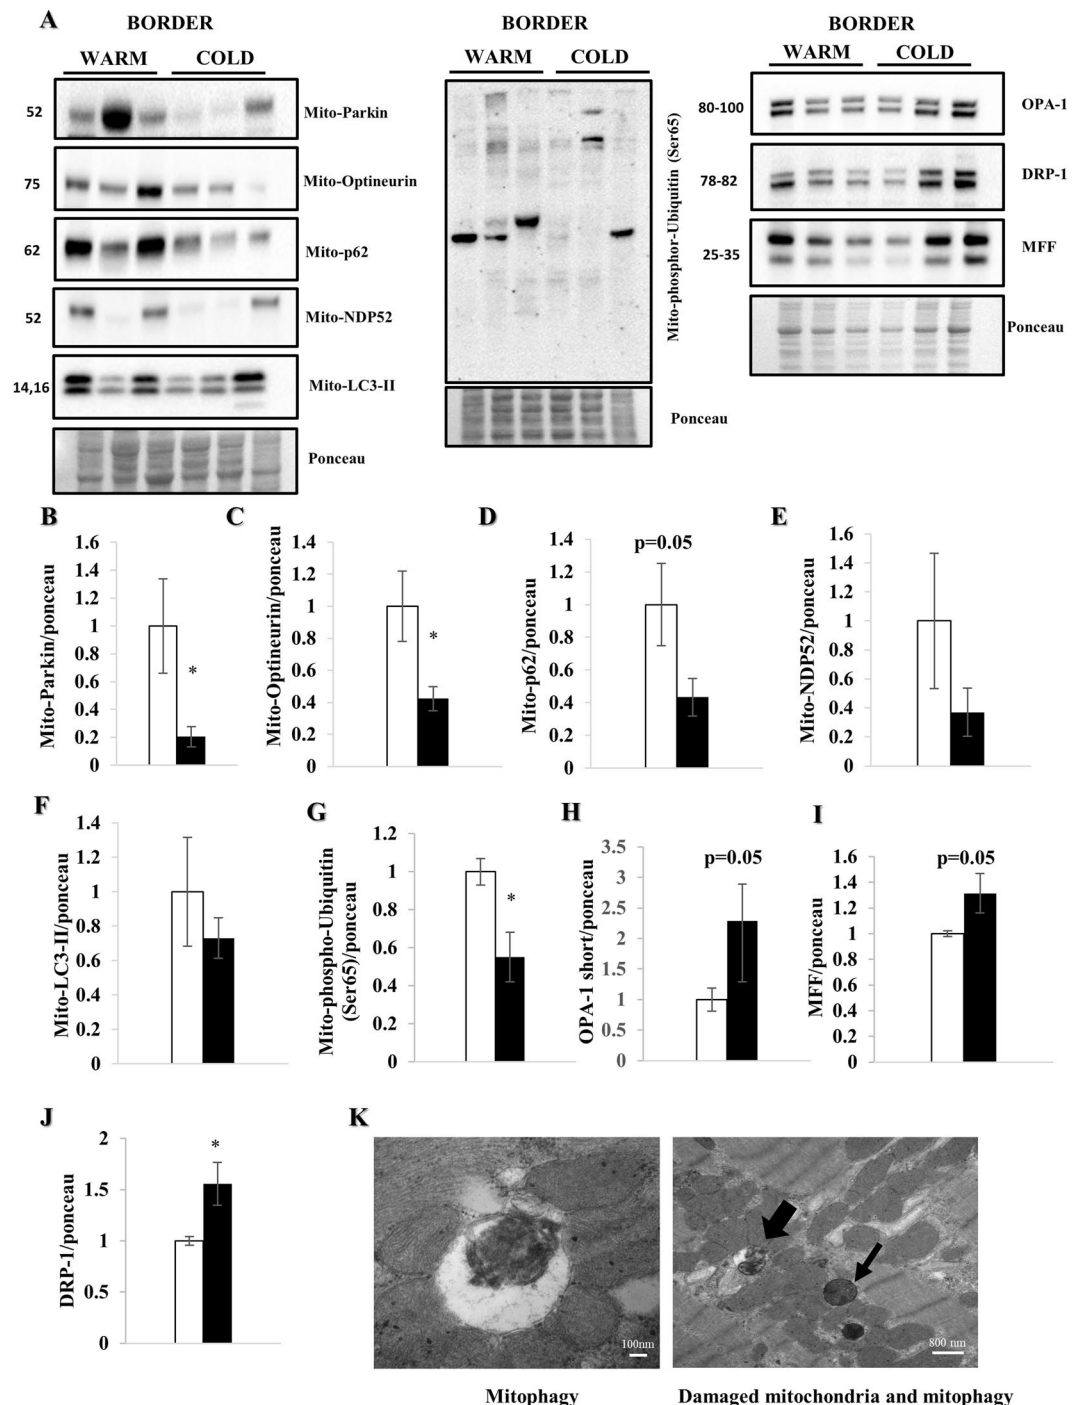 A
BORDER
WARM COLD
52 Mito-Parkin
75 Mito-Optineurin
62 Mito-p62
52 Mito-NDP52
14,16 Mito-LC3-II
Ponceau
BORDER
WARM COLD
Mito-phosphor-Ubiquitin (Ser65)
Ponceau
BORDER
WARM COLD
80-100 OPA-1
78-82 DRP-1
25-35 MFF
Ponceau
B
Mito-Parkin/ponceau
1.6
1.4
1.2
1
0.8
0.6
0.4
0.2
0
*
C
Mito-Optineurin/ponceau
1.4
1.2
1
0.8
0.6
0.4
0.2
0
*
D
Mito-p62/ponceau
p=0.05
1.4
1.2
1
0.8
0.6
0.4
0.2
0
E
Mito-NDP52/ponceau
1.6
1.4
1.2
1
0.8
0.6
0.4
0.2
0
F
Mito-LC3-II/ponceau
1.4
1.2
1
0.8
0.6
0.4
0.2
0
G
Mito-phospho-Ubiquitin
(Ser65)/ponceau
1.2
1
0.8
0.6
0.4
0.2
0
*
H
OPA-1 short/ponceau
p=0.05
3.5
3
2.5
2
1.5
1
0.5
0
I
MFF/ponceau
p=0.05
1.6
1.4
1.2
1
0.8
0.6
0.4
0.2
0
J
DRP-1/ponceau
2
1.5
1
0.5
0
*
K
100nm
800 nm
Mitophagy
Damaged mitochondria and mitophagy